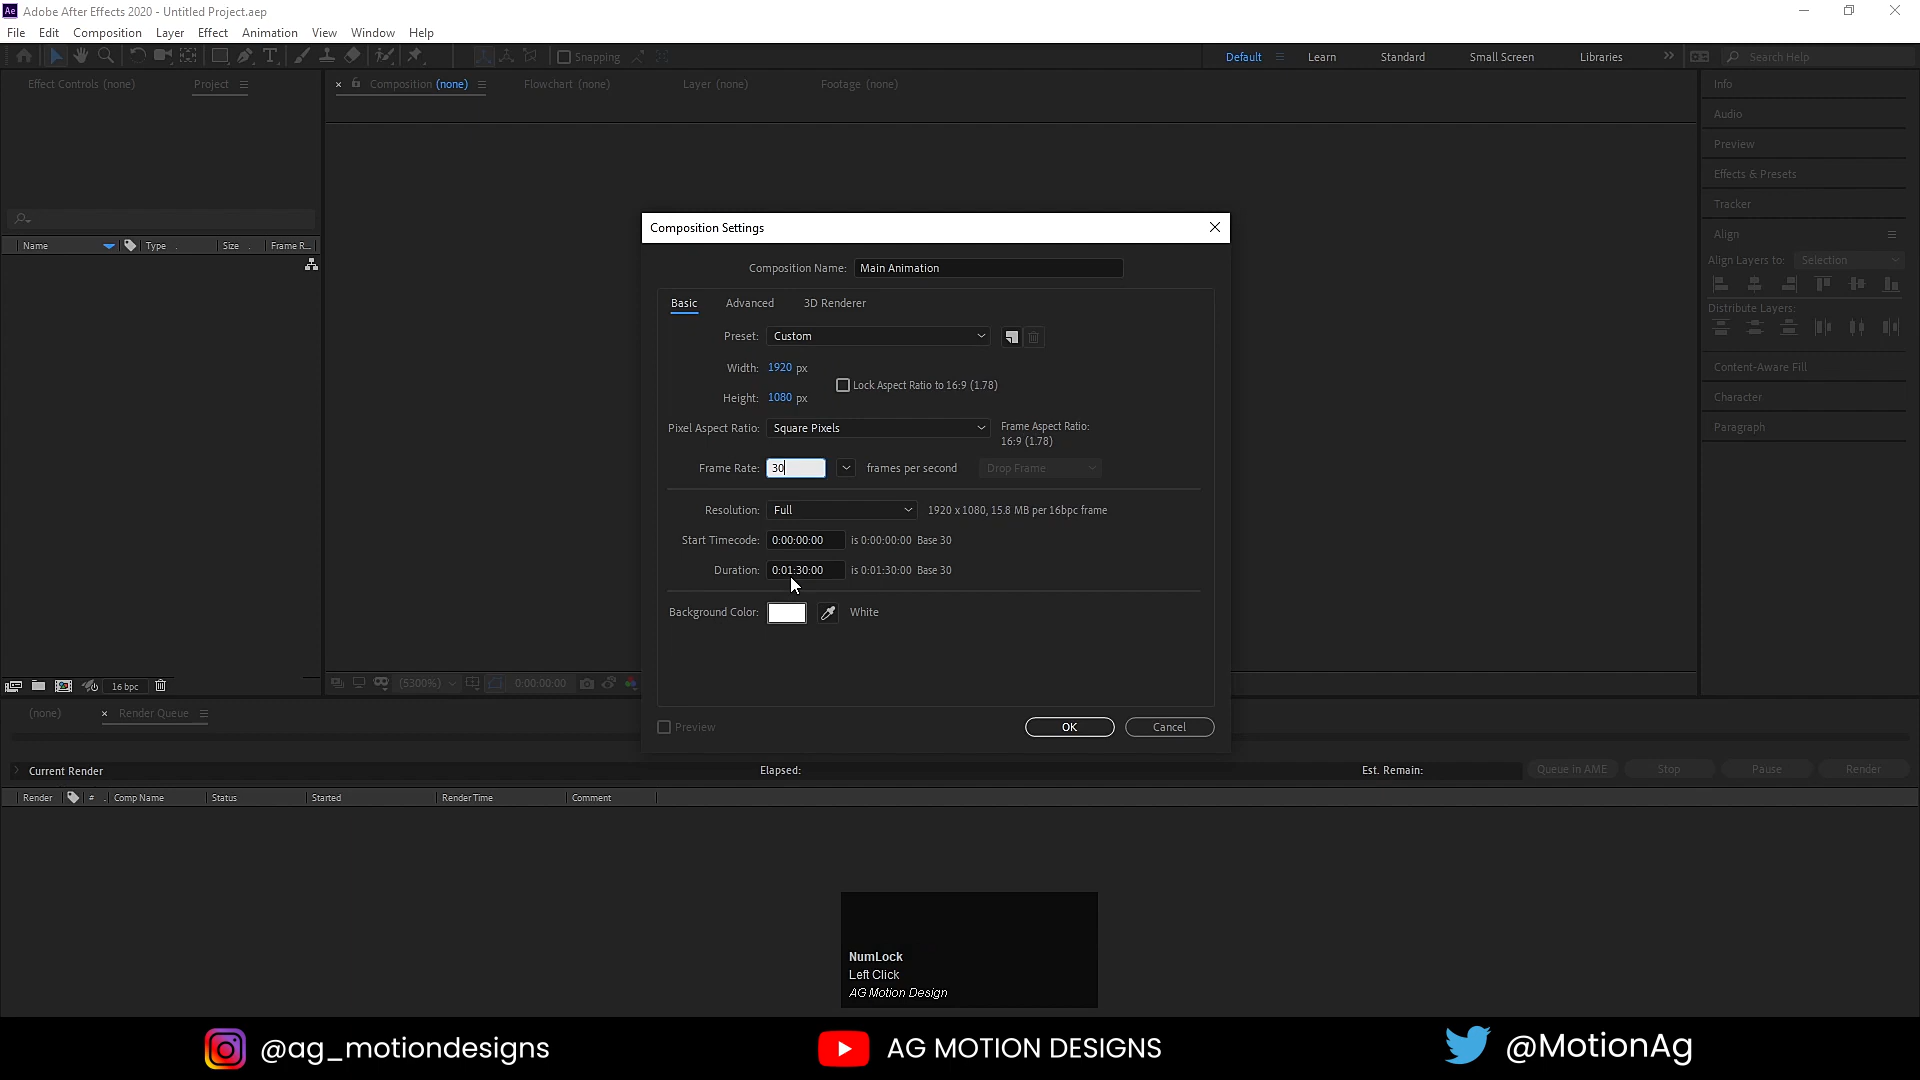 Ae Adobe After Effects 2020 - Untitled Project.aep
File Edit Composition Layer Effect Animation View Window Help
Snapping Default Learn Standard Small Screen Libraries Search Help
Effect Controls (none) Project Composition (none) Flowchart (none) Layer (none) Footage (none) Info
Audio
Preview
Effects & Presets
Tracker
Composition Settings
Align
Name Type Size Frame R...
Align Layers to: Selection
Composition Name: Main Animation
Basic Advanced 3D Renderer
Distribute Layers:
Preset: Custom
Width: 1920 px
Content-Aware Fill
Lock Aspect Ratio to 16:9 (1.78)
Height: 1080 px
Character
Pixel Aspect Ratio: Square Pixels Frame Aspect Ratio:
16:9 (1.78)
Paragraph
Frame Rate: 30 frames per second Drop Frame
Resolution: Full 1920 x 1080, 15.8 MB per 16bpc frame
Start Timecode: 0:00:00:00 is 0:00:00:00 Base 30
Duration: 0:01:30:00 is 0:01:30:00 Base 30
Background Color: White
16 bpc (5300%) 0:00:00:00
(none) Render Queue
Preview OK Cancel
Current Render Elapsed: Est. Remain: Queue in AME Stop Pause Render
Render # Comp Name Status Started Render Time Comment
NumLock
Left Click
AG Motion Design
@ag_motiondesigns AG MOTION DESIGNS @MotionAg